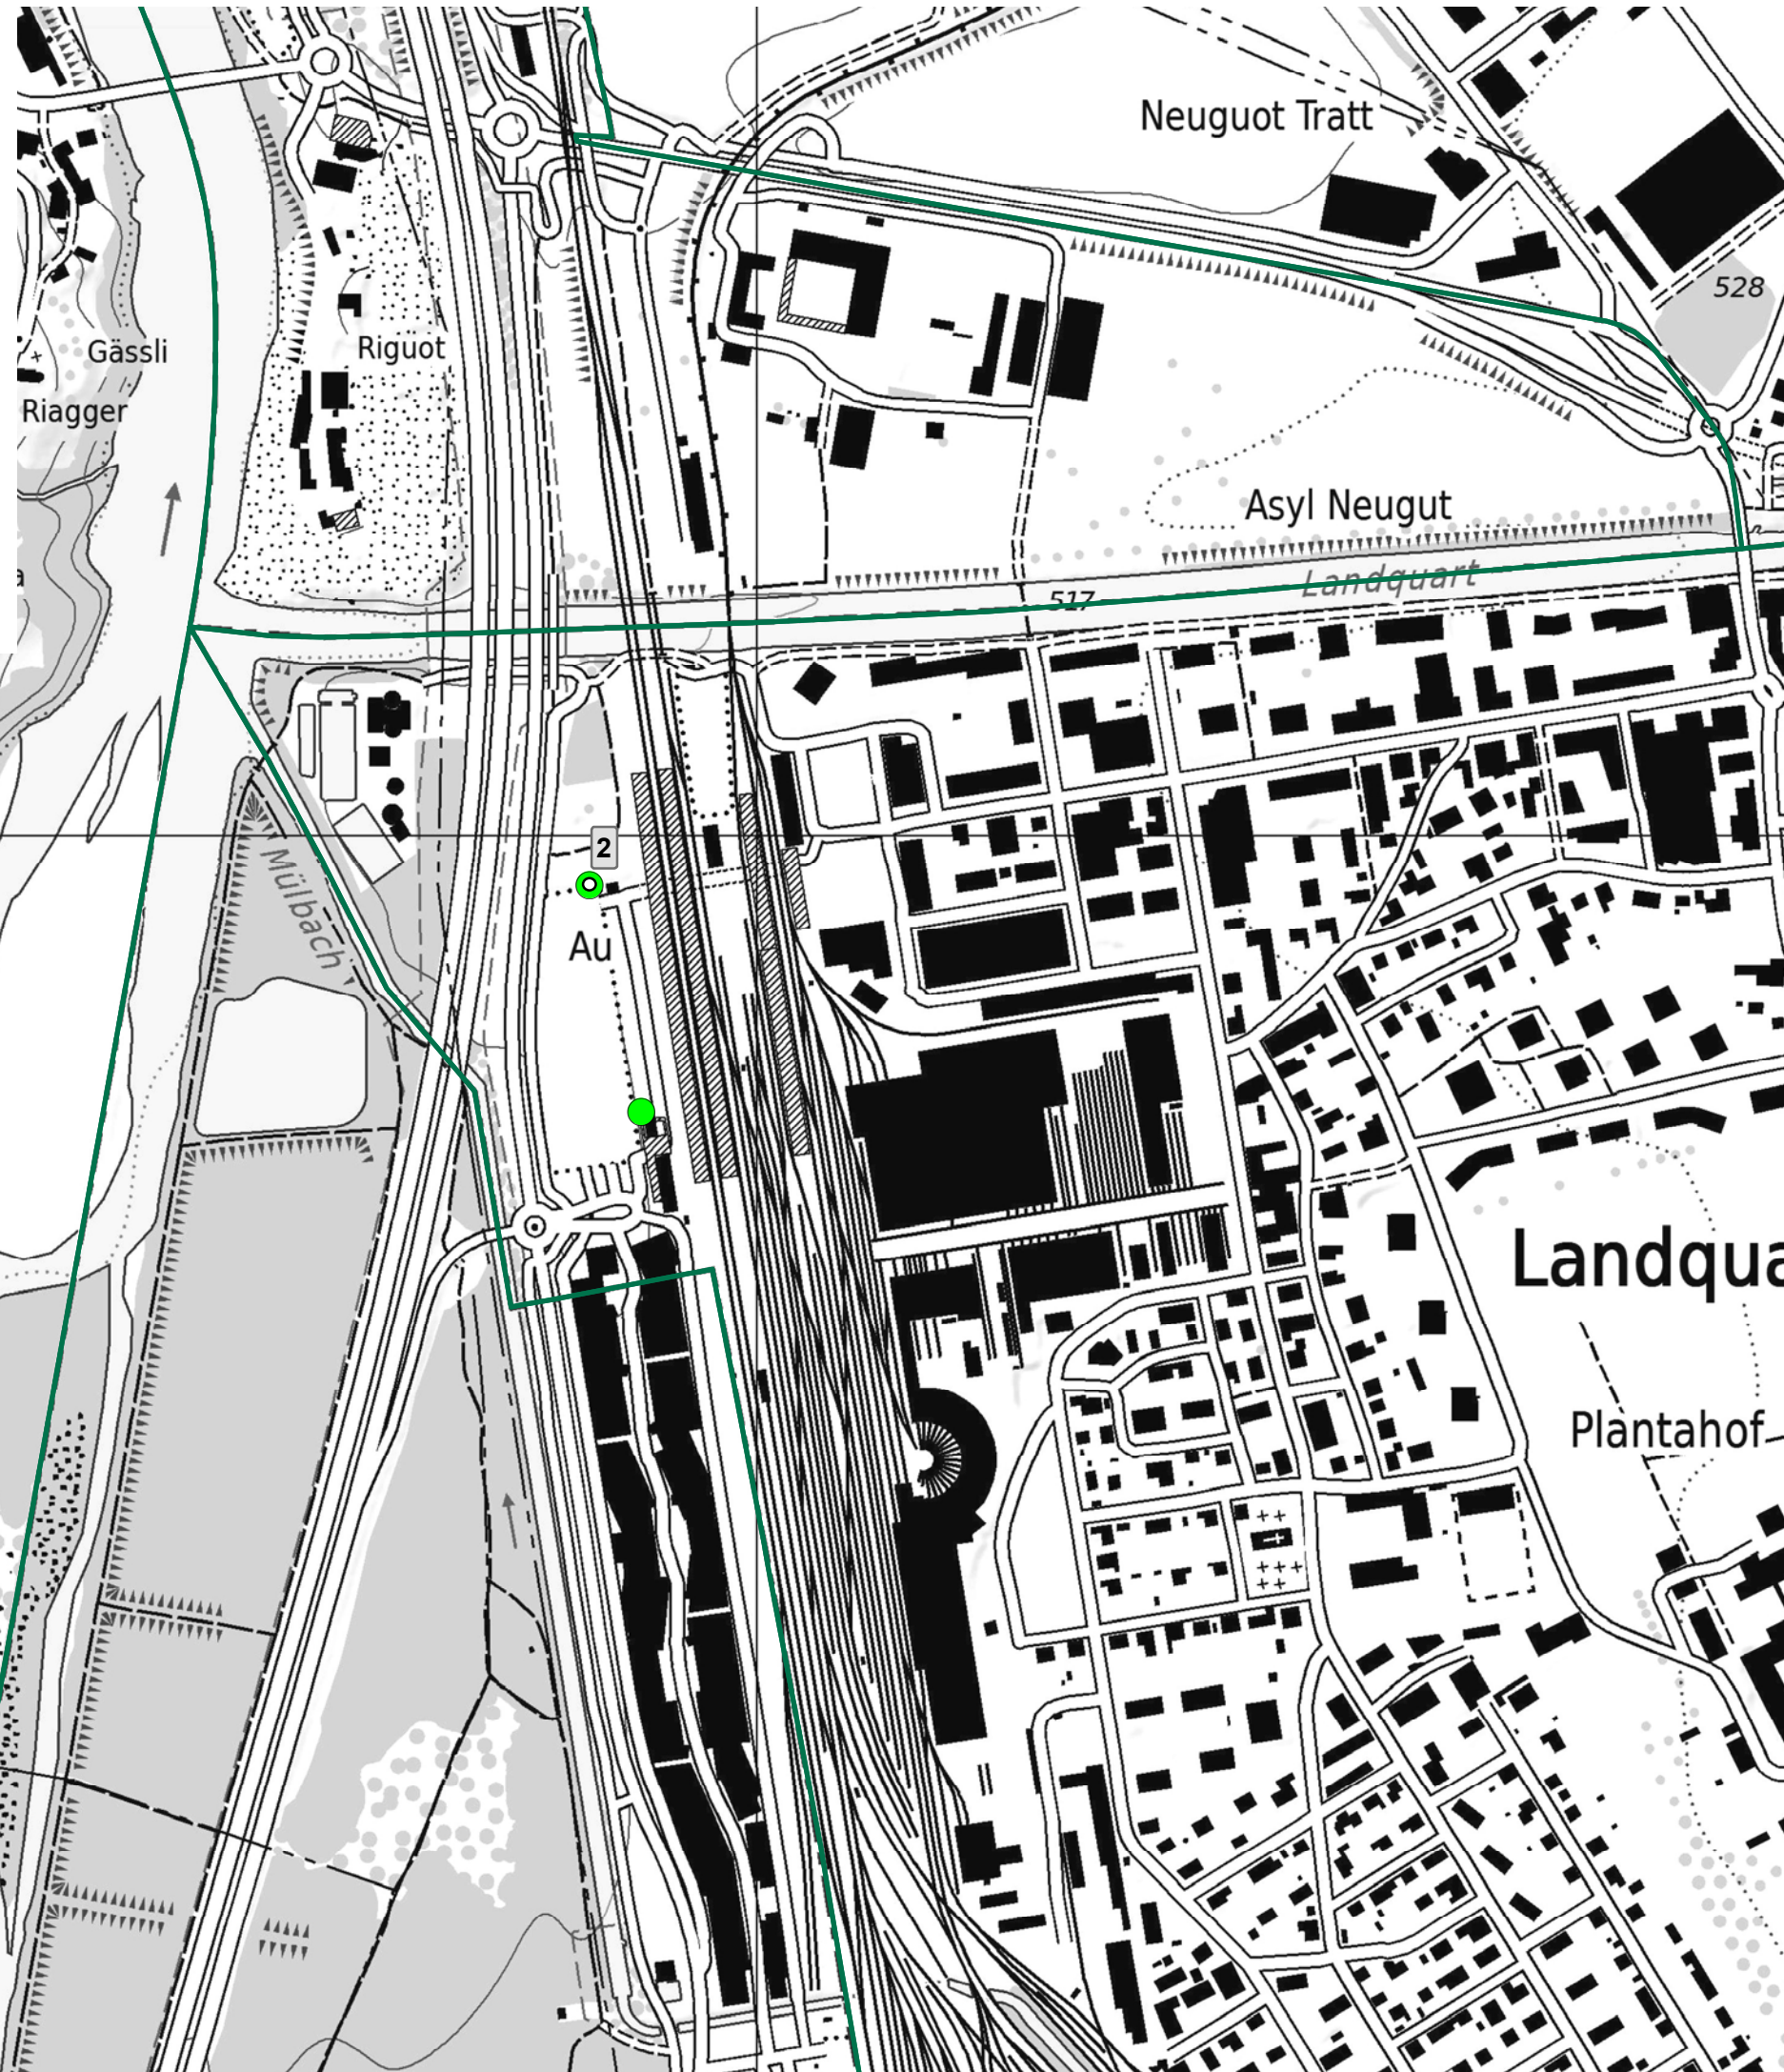 Neuguot Tratt
528
Riguot
Gässli
Riagger
Asyl Neugut
Landquart
517
a
2
Mülbach
Au
Landqua
Plantahof